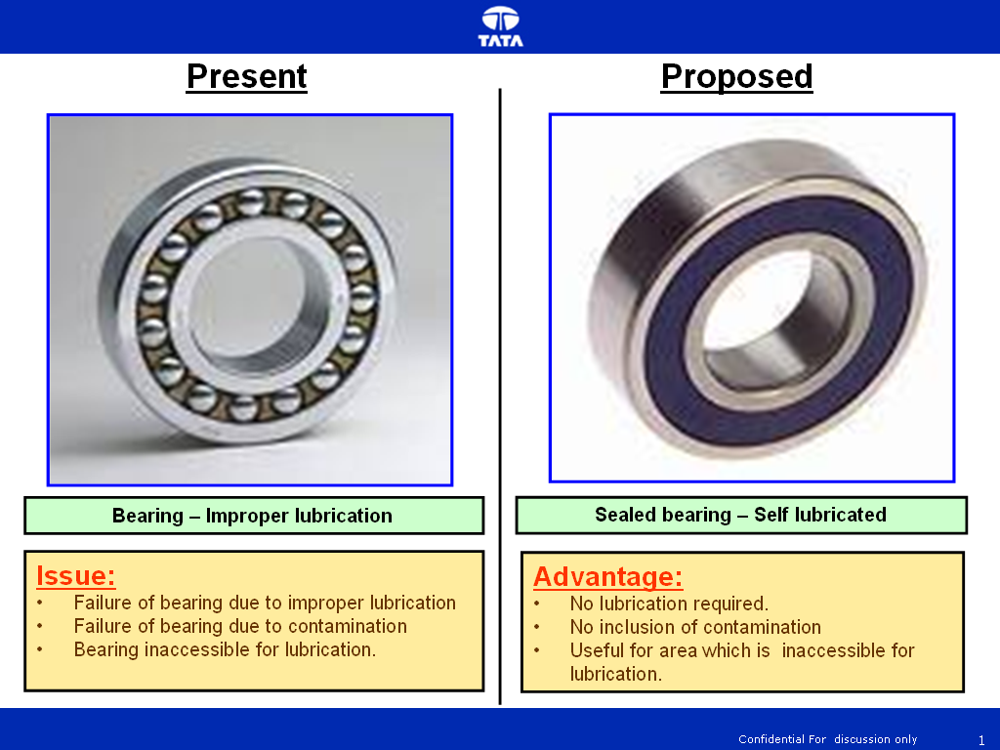 TATA
Present
Proposed
Bearing – Improper lubrication
Sealed bearing – Self lubricated
Issue:
• Failure of bearing due to improper lubrication
• Failure of bearing due to contamination
• Bearing inaccessible for lubrication.
Advantage:
• No lubrication required.
• No inclusion of contamination
• Useful for area which is inaccessible for
lubrication.
Confidential For discussion only
1